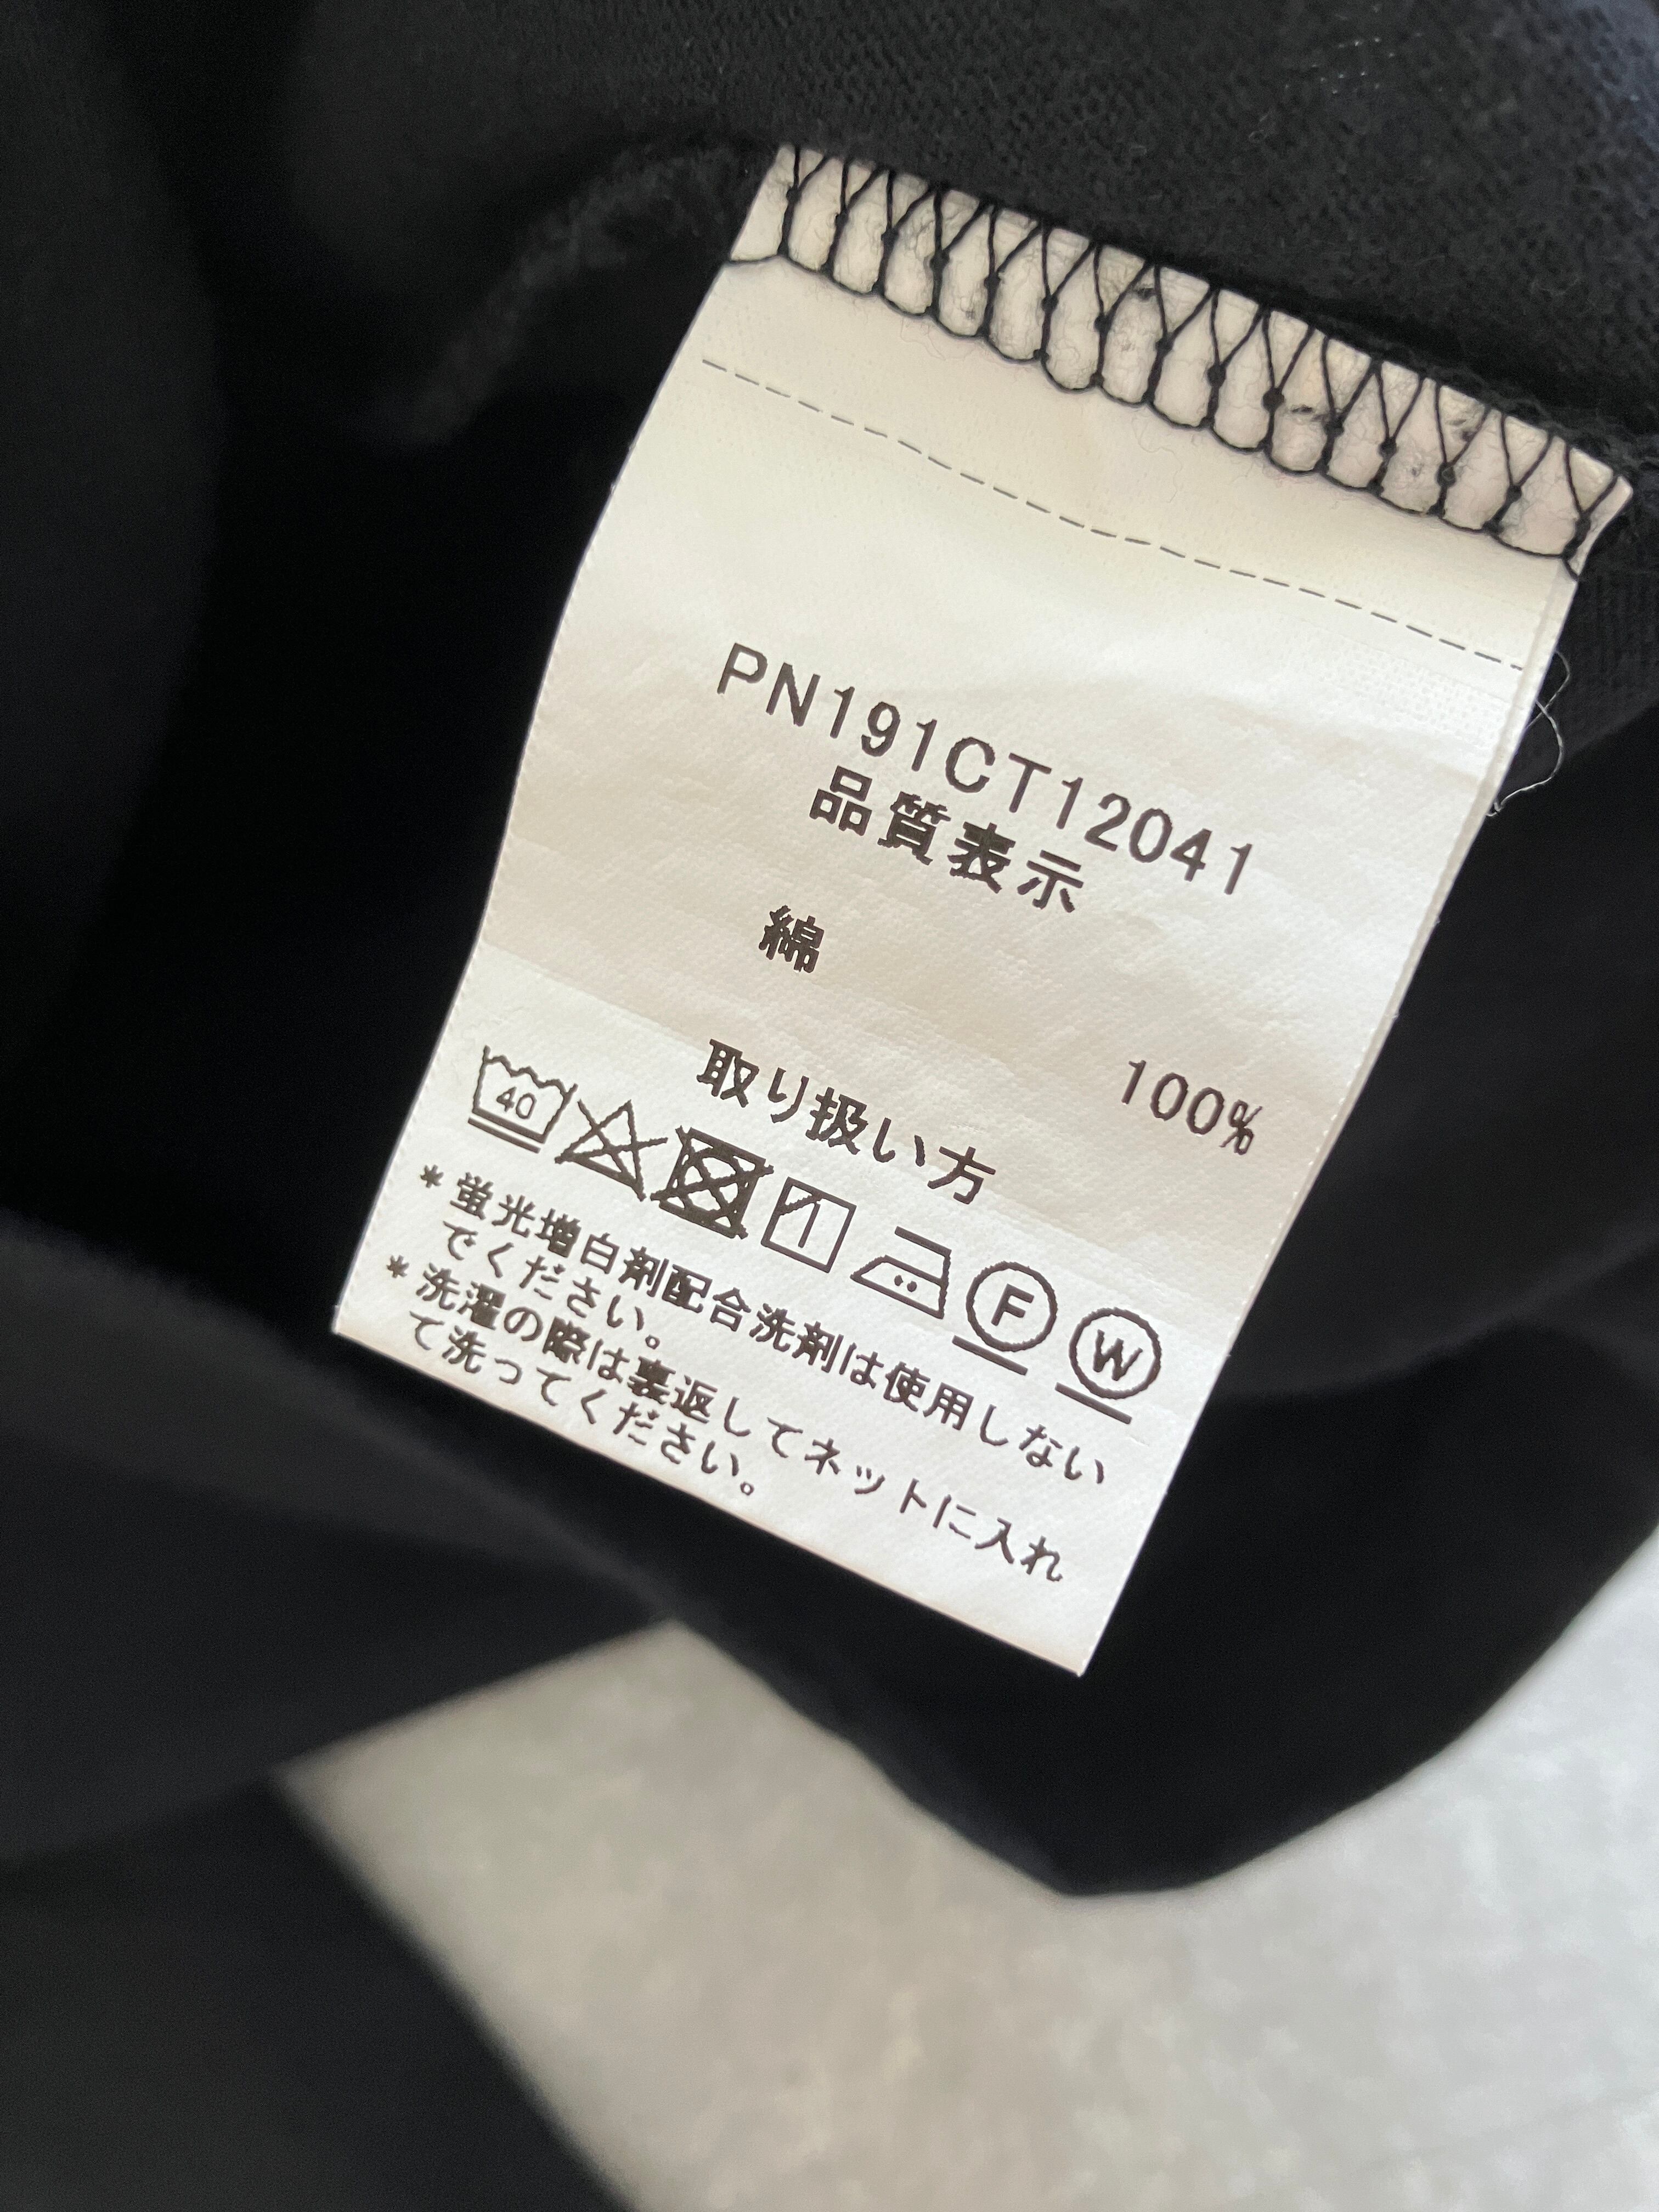 PN191CT12041
品質表示
綿 100%
取り扱い方
40 F W
*蛍光増白剤配合洗剤は使用しない
でください。
*洗濯の際は裏返してネットに入れ
て洗ってください。